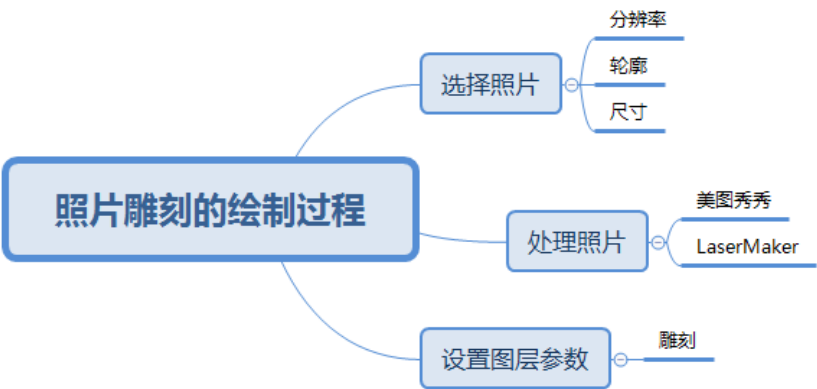 照片雕刻的绘制过程
选择照片
分辨率
轮廓
尺寸
处理照片
美图秀秀
LaserMaker
设置图层参数
雕刻